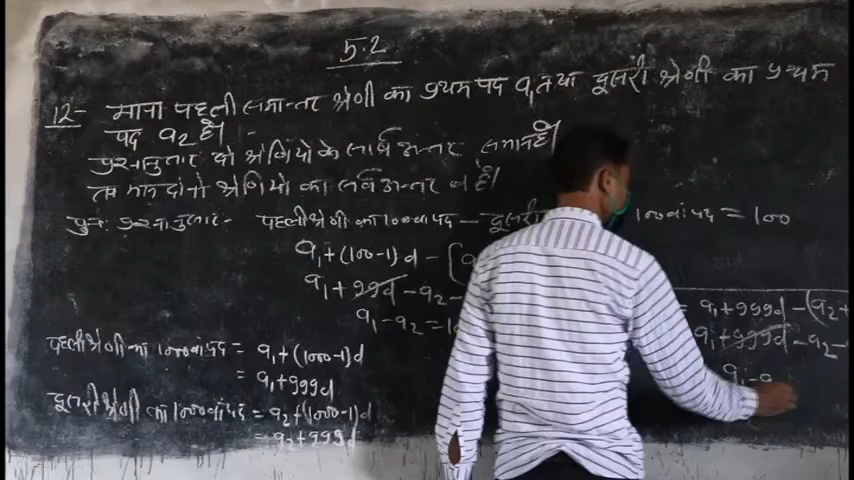 5.2
12- माना पहली समान्तर श्रेणी का प्रथम पद a₁ तथा दूसरी श्रेणी का प्रथम
पद a₂ है।
प्रश्नानुसार दो श्रेणियों के सार्व अन्तर समान है।
तब माना दोनों श्रेणियों का सार्व अन्तर d है।
पुनः प्रश्नानुसार- पहली श्रेणी का 100वां पद - दूसरी 100वां पद = 100
a₁+(100-1)d-[a
a₁+99d-a₂-
a₁-a₂=1
पहली श्रेणी का 1000वां पद = a₁+(1000-1)d
= a₁+999d
दूसरी श्रेणी का 1000वां पद = a₂+(1000-1)d
= a₂+999d
= a₁+999d-(a₂+
a₁+999d-a₂-
a₁-a